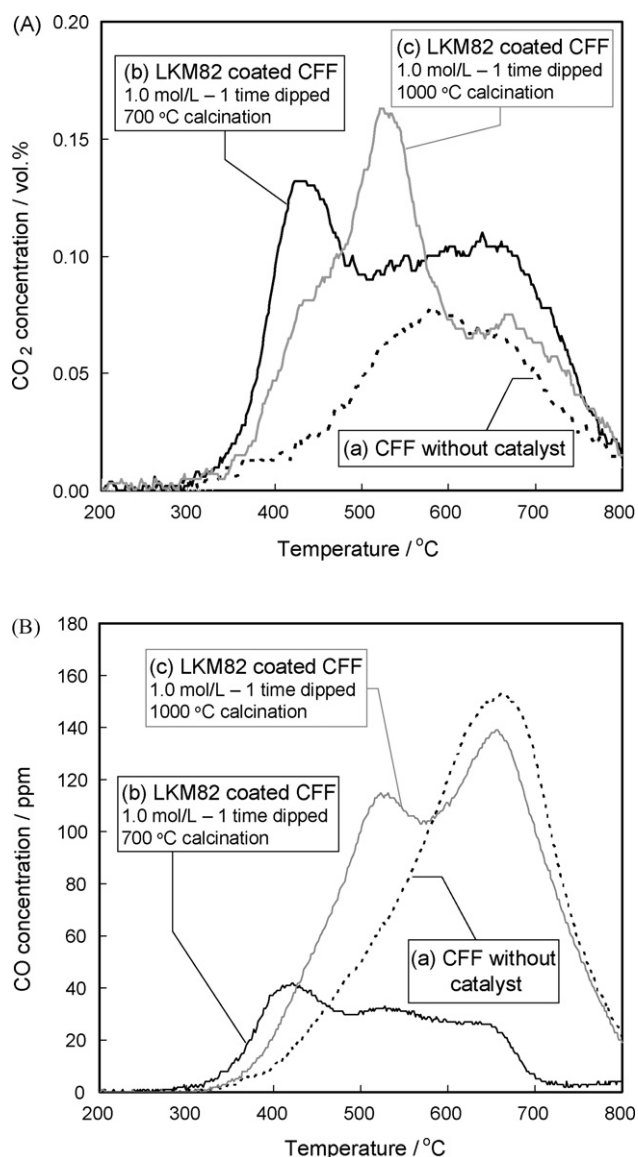 (A)
0.20
0.15
0.10
0.05
0.00
CO2 concentration / vol.%
(b) LKM82 coated CFF
1.0 mol/L – 1 time dipped
700 °C calcination
(c) LKM82 coated CFF
1.0 mol/L – 1 time dipped
1000 °C calcination
(a) CFF without catalyst
200 300 400 500 600 700 800
Temperature / °C
(B)
180
160
140
120
100
80
60
40
20
0
CO concentration / ppm
(c) LKM82 coated CFF
1.0 mol/L – 1 time dipped
1000 °C calcination
(b) LKM82 coated CFF
1.0 mol/L – 1 time dipped
700 °C calcination
(a) CFF without
catalyst
200 300 400 500 600 700 800
Temperature / °C